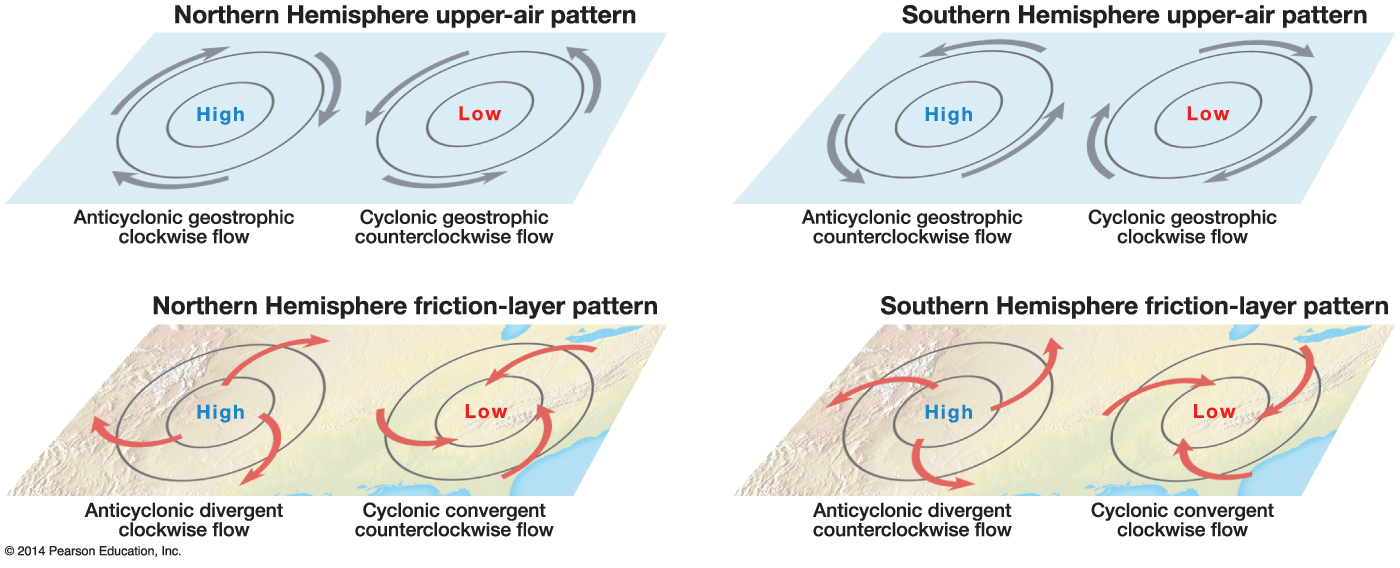 Northern Hemisphere upper-air pattern
High
Low
Anticyclonic geostrophic
clockwise flow
Cyclonic geostrophic
counterclockwise flow
Southern Hemisphere upper-air pattern
High
Low
Anticyclonic geostrophic
counterclockwise flow
Cyclonic geostrophic
clockwise flow
Northern Hemisphere friction-layer pattern
High
Low
Anticyclonic divergent
clockwise flow
Cyclonic convergent
counterclockwise flow
Southern Hemisphere friction-layer pattern
High
Low
Anticyclonic divergent
counterclockwise flow
Cyclonic convergent
clockwise flow
© 2014 Pearson Education, Inc.